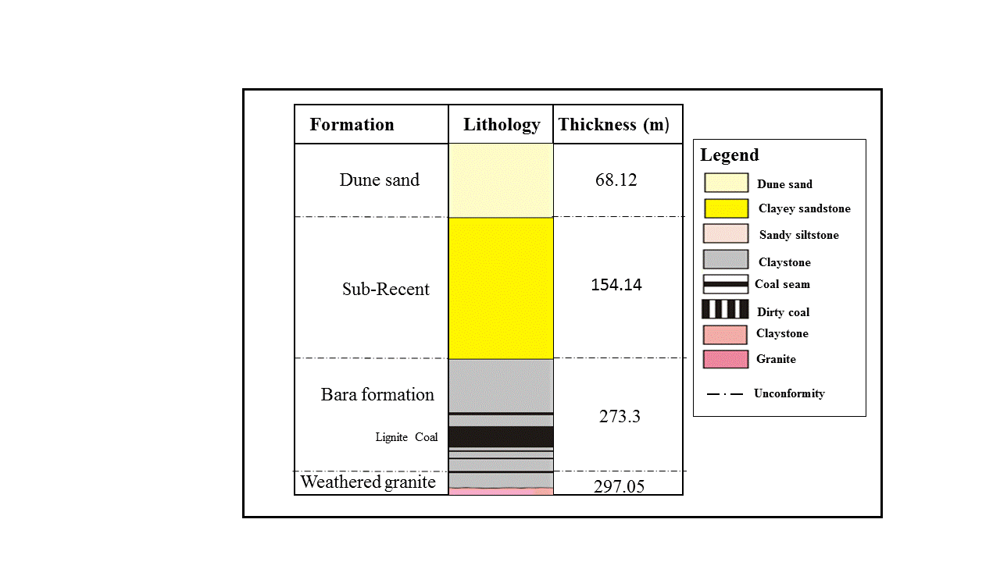 Formation Lithology Thickness (m)
Dune sand 68.12
Sub-Recent 154.14
Bara formation
273.3
Lignite Coal
Weathered granite 297.05
Legend
Dune sand
Clayey sandstone
Sandy siltstone
Claystone
Coal seam
Dirty coal
Claystone
Granite
Unconformity